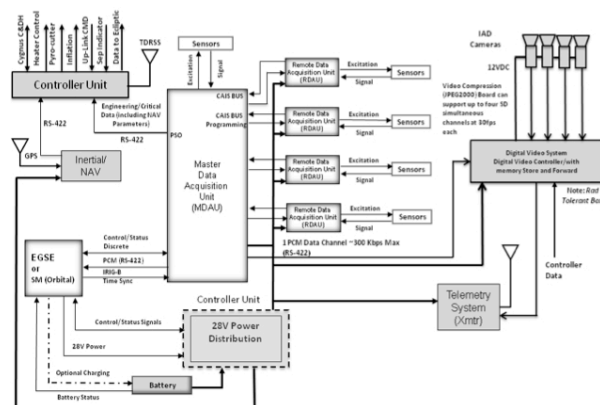 Cygnus C&DH
Heater Control
Pyro-cutter
Inflation
Up-Link CMD
Sep Indicator
Data to Ecliptic
TDRSS
Controller Unit
RS-422
Engineering/Critical
Data (including NAV
Parameters)
RS-422
GPS
Inertial/
NAV
Sensors
Excitation
Signal
PSO
CAIS BUS
CAIS BUS
Programming
Master
Data
Acquisition
Unit
(MDAU)
Remote Data
Acquisition Unit
(RDAU)
Excitation
Signal
Sensors
Remote Data
Acquisition Unit
(RDAU)
Excitation
Signal
Sensors
Remote Data
Acquisition Unit
(RDAU)
Excitation
Signal
Sensors
Remote Data
Acquisition Unit
(RDAU)
Excitation
Signal
Sensors
1 PCM Data Channel ~300 Kbps Max
(RS-422)
IAD
Cameras
12VDC
Video Compression
(JPEG2000) Board can
support up to four SD
simultaneous
channels at 30fps
each
Digital Video System
Digital Video Controller/with
memory Store and Forward
Note: Rad
Tolerant Boa
Controller
Data
Telemetry
System
(Xmtr)
EGSE
or
SM (Orbital)
Control/Status
Discrete
PCM (RS-422)
IRIG-B
Time Sync
Control/Status Signals
28V Power
Optional Charging
Battery Status
Battery
Controller Unit
28V Power
Distribution